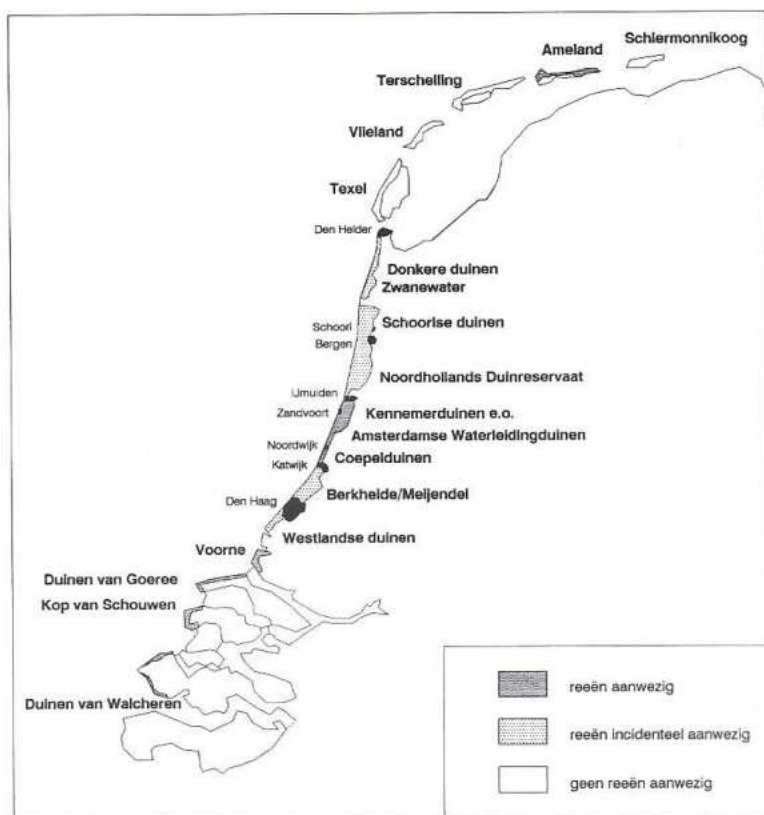 Schiermonnikoog
Ameland
Terschelling
Vlieland
Texel
Den Helder
Donkere duinen
Zwanewater
Schoorl
Schoorlse duinen
Bergen
Noordhollands Duinreservaat
IJmuiden
Zandvoort
Kennemerduinen e.o.
Amsterdamse Waterleidingduinen
Noordwijk
Coepelduinen
Katwijk
Berkheide/Meijendel
Den Haag
Westlandse duinen
Voorne
Duinen van Goeree
Kop van Schouwen
Duinen van Walcheren
reeën aanwezig
reeën incidenteel aanwezig
geen reeën aanwezig